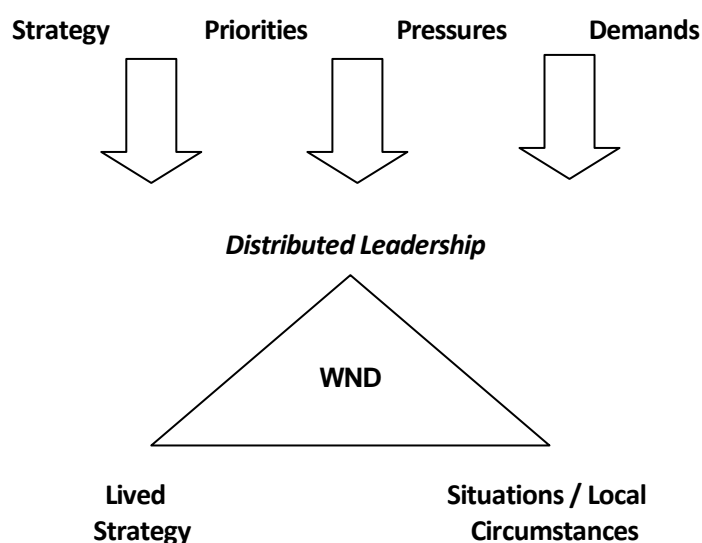 Strategy Priorities Pressures Demands
Distributed Leadership
WND
Lived Situations / Local
Strategy Circumstances